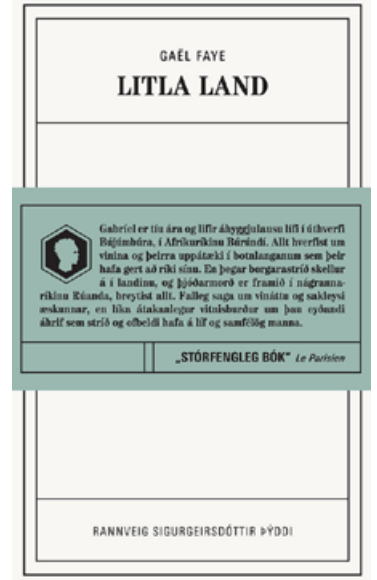 GAËL FAYE
LITLA LAND
Gabríel er tíu ára og lifir áhyggjulausu lífi í úthverfi
Bújúmbúra, í Afríkuríkinu Búrúndí. Allt hverfist um
vinina og þeirra uppátæki í botnlanganum sem þeir
hafa gert að ríki sínu. En þegar borgarastríð skellur
á í landinu, og þjóðarmorð er framið í nágranna-
ríkinu Rúanda, breytist allt. Falleg saga um vináttu og sakleysi
æskunnar, en líka átakanlegur vitnisburður um þau eyðandi
áhrif sem stríð og ofbeldi hafa á líf og samfélög manna.
„STÓRFENGLEG BÓK“ Le Parisien
RANNVEIG SIGURGEIRSDÓTTIR ÞÝDDI